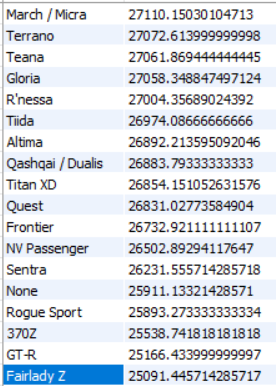 March / Micra 27110.15030104713
Terrano 27072.613999999998
Teana 27061.869444444445
Gloria 27058.348847497124
R'nessa 27004.35689024392
Tiida 26974.08666666666
Altima 26892.213595092046
Qashqai / Dualis 26883.79333333333
Titan XD 26854.151052631576
Quest 26831.02773584904
Frontier 26732.921111111107
NV Passenger 26502.89294117647
Sentra 26231.555714285718
None 25911.13321428571
Rogue Sport 25893.273333333334
370Z 25538.741818181818
GT-R 25166.433999999997
Fairlady Z 25091.445714285717